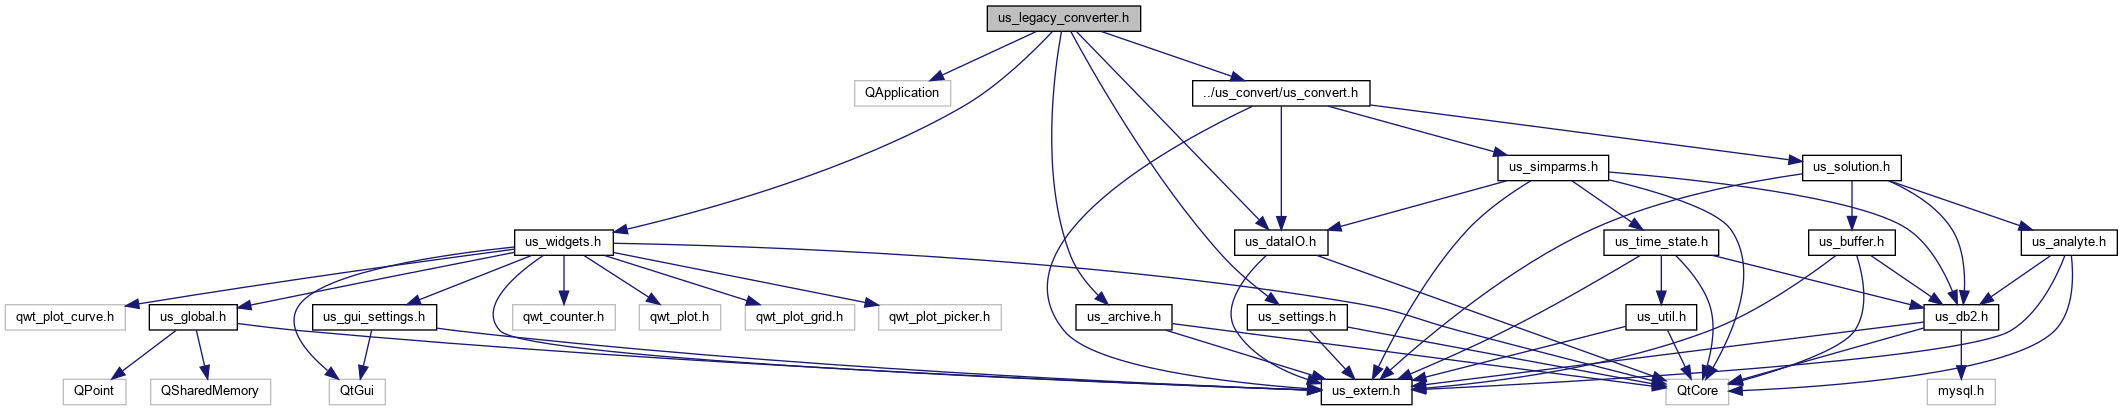 us_legacy_converter.h
QApplication
../us_convert/us_convert.h
us_simparms.h
us_solution.h
us_widgets.h
us_dataIO.h
us_time_state.h
us_buffer.h
us_analyte.h
qwt_plot_curve.h
us_global.h
us_gui_settings.h
qwt_counter.h
qwt_plot.h
qwt_plot_grid.h
qwt_plot_picker.h
us_archive.h
us_settings.h
us_util.h
us_db2.h
QPoint
QSharedMemory
QtGui
us_extern.h
QtCore
mysql.h